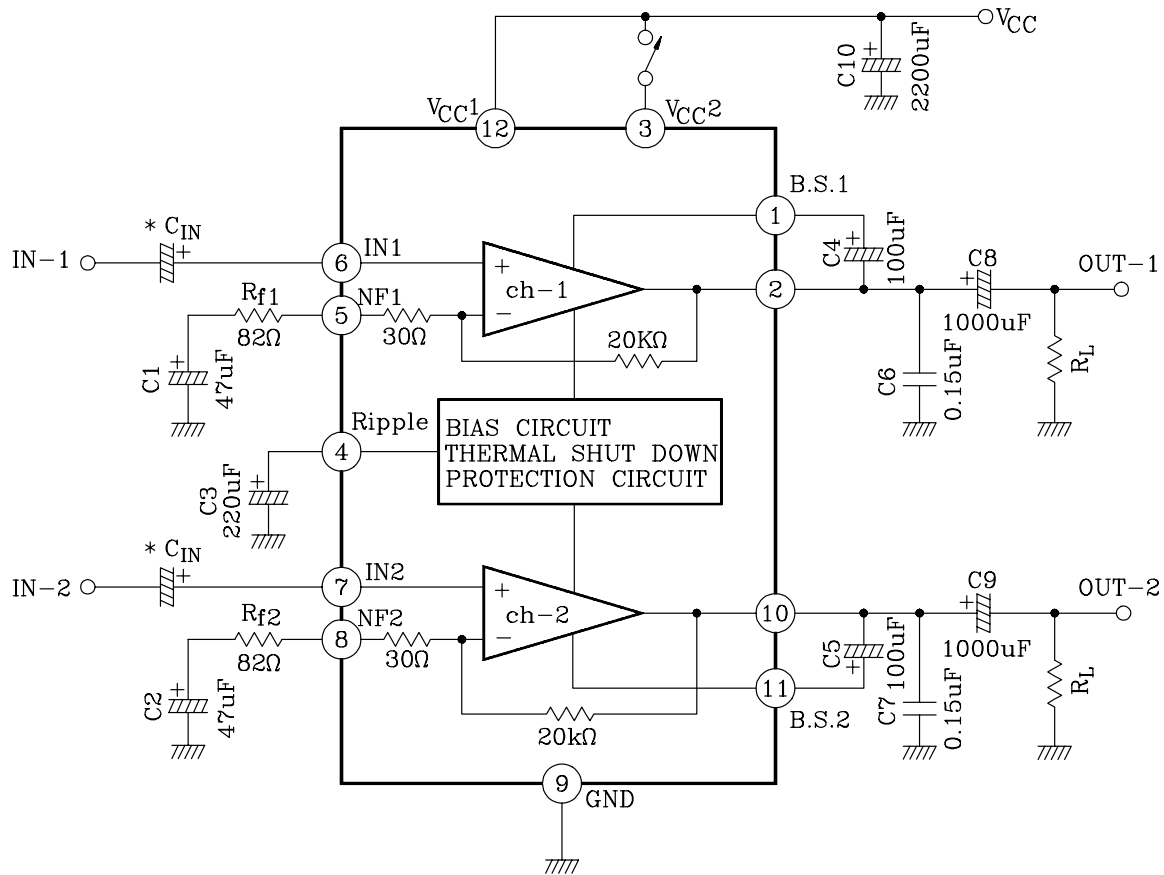 VCC
C10
2200uF
VCC1
12
3
VCC2
B.S.1
1
* CIN
IN-1
6
IN1
+
ch-1
−
2
C4
100uF
C8
1000uF
OUT-1
Rf1
82Ω
5
NF1
30Ω
20KΩ
C1
47uF
C6
0.15uF
RL
Ripple
4
BIAS CIRCUIT
THERMAL SHUT DOWN
PROTECTION CIRCUIT
C3
220uF
* CIN
IN-2
7
IN2
+
ch-2
−
10
C9
1000uF
OUT-2
Rf2
82Ω
8
NF2
30Ω
C5
100uF
11
B.S.2
C7
0.15uF
RL
C2
47uF
20kΩ
9
GND
+
+
+
+
+
+
+
+
+
+